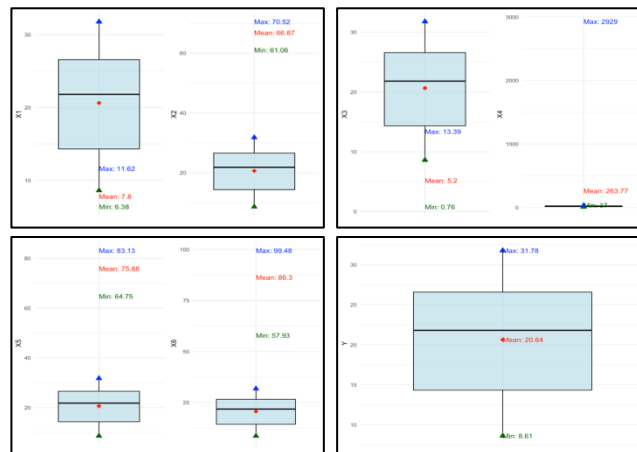 X1
30
20
10
Max: 11.62
Mean: 7.8
Min: 6.38
X2
60
40
20
Max: 70.52
Mean: 66.87
Min: 61.06
X3
30
20
10
0
Max: 13.39
Mean: 5.2
Min: 0.76
X4
3000
2000
1000
0
Max: 2929
Mean: 263.77
Min: 37
X5
80
60
40
20
Max: 83.13
Mean: 75.88
Min: 64.75
X6
100
75
50
25
Max: 99.48
Mean: 86.3
Min: 57.93
Y
30
25
20
15
10
Max: 31.78
Mean: 20.64
Min: 8.61